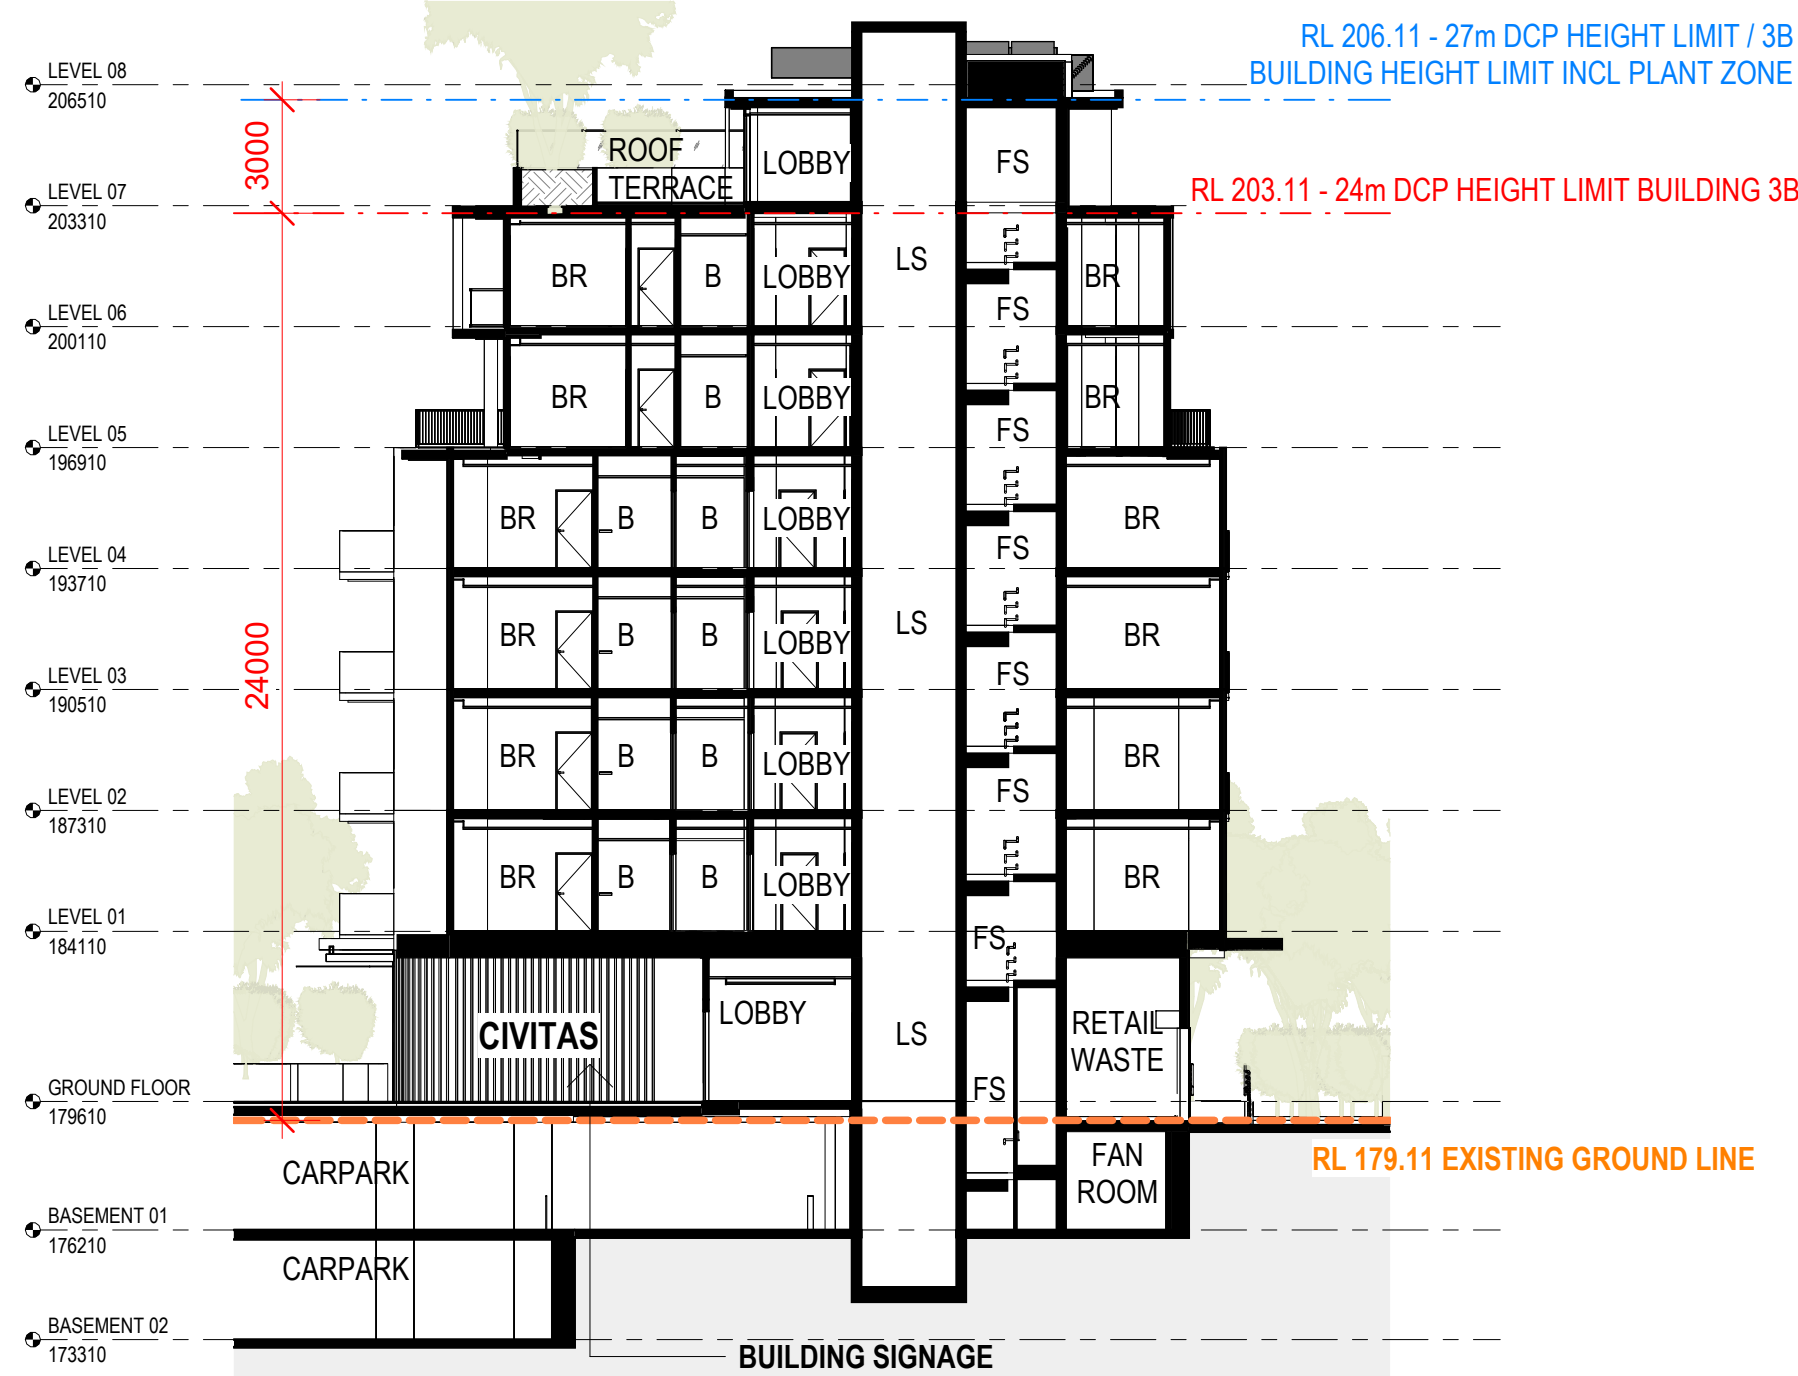 RL 206.11 - 27m DCP HEIGHT LIMIT / 3B
BUILDING HEIGHT LIMIT INCL PLANT ZONE
LEVEL 08
206510
3000
ROOF
TERRACE
LOBBY
FS
LEVEL 07
203310
RL 203.11 - 24m DCP HEIGHT LIMIT BUILDING 3B
BR
B
LOBBY
LS
BR
FS
LEVEL 06
200110
BR
B
LOBBY
BR
FS
LEVEL 05
196910
BR
B
B
LOBBY
BR
FS
LEVEL 04
193710
24000
BR
B
B
LOBBY
LS
BR
FS
LEVEL 03
190510
BR
B
B
LOBBY
BR
FS
LEVEL 02
187310
BR
B
B
LOBBY
BR
FS
LEVEL 01
184110
CIVITAS
LOBBY
LS
RETAIL
WASTE
FS
GROUND FLOOR
179610
RL 179.11 EXISTING GROUND LINE
CARPARK
FAN
ROOM
BASEMENT 01
176210
CARPARK
BASEMENT 02
173310
BUILDING SIGNAGE